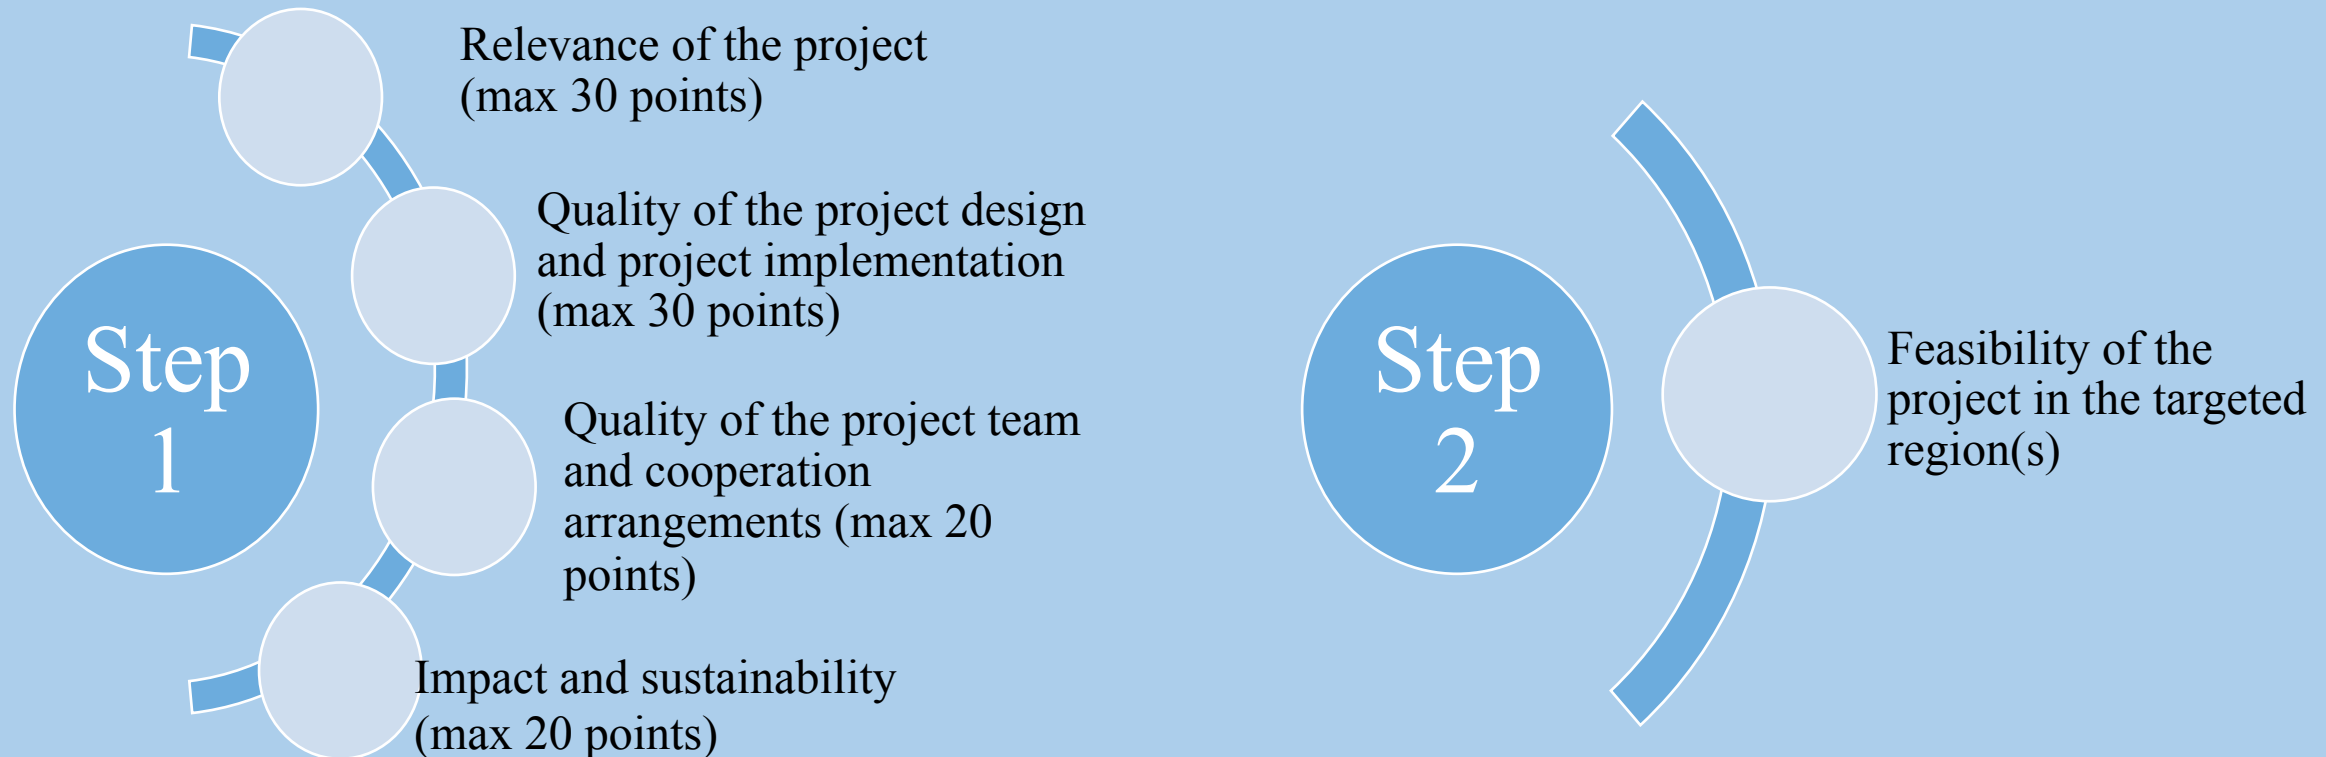 Step
1
Relevance of the project
(max 30 points)
Quality of the project design
and project implementation
(max 30 points)
Quality of the project team
and cooperation
arrangements (max 20
points)
Impact and sustainability
(max 20 points)
Step
2
Feasibility of the
project in the targeted
region(s)